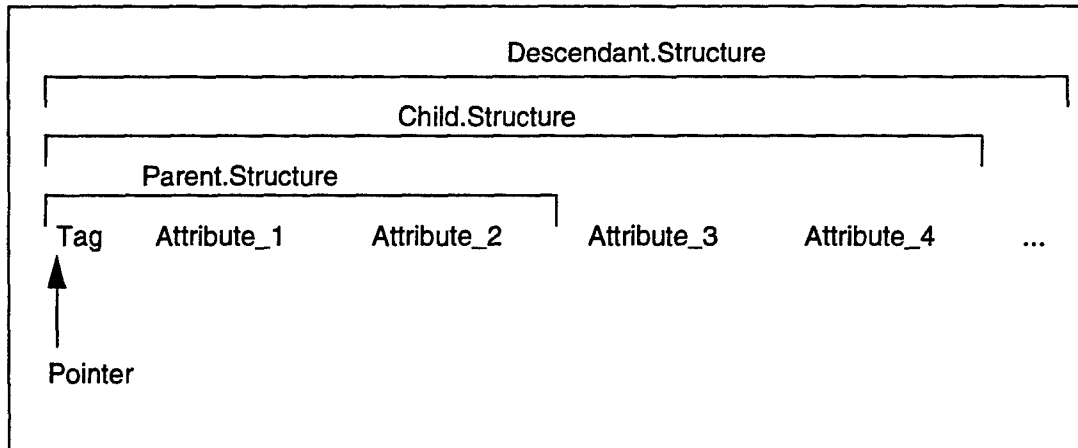 Descendant.Structure
Child.Structure
Parent.Structure
Tag Attribute_1 Attribute_2 Attribute_3 Attribute_4 ...
Pointer